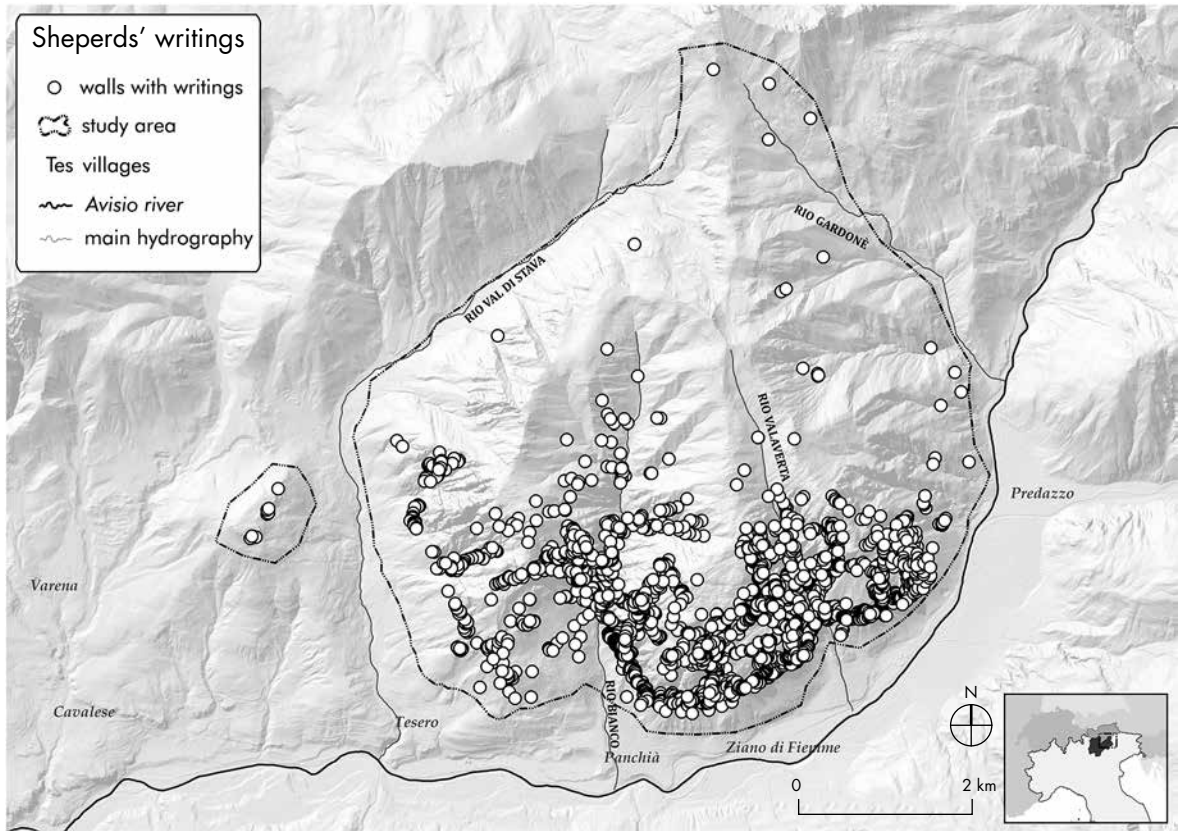 Sheperds' writings
walls with writings
study area
Tes villages
Avisio river
main hydrography
RIO GARDONÈ
RIO VAL DI STAVA
RIO VALAVERTA
Predazzo
Varena
Cavalese
Tesero
RIO BIANCO
Panchià
Ziano di Fiemme
N
0 2 km